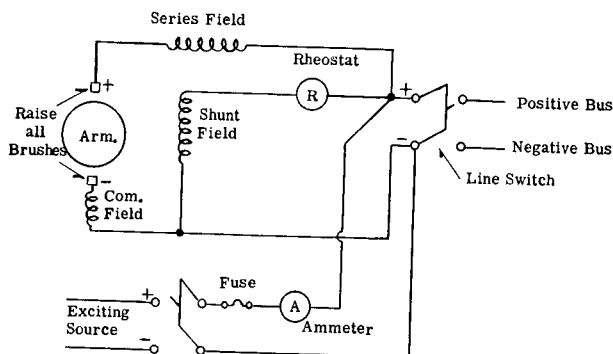 Series Field
Rheostat
R
+
+
-
Positive Bus
Raise
all
Brushes
Arm.
Shunt
Field
-
Negative Bus
Line Switch
-
Com.
Field
Fuse
+
A
Exciting
Source
Ammeter
-